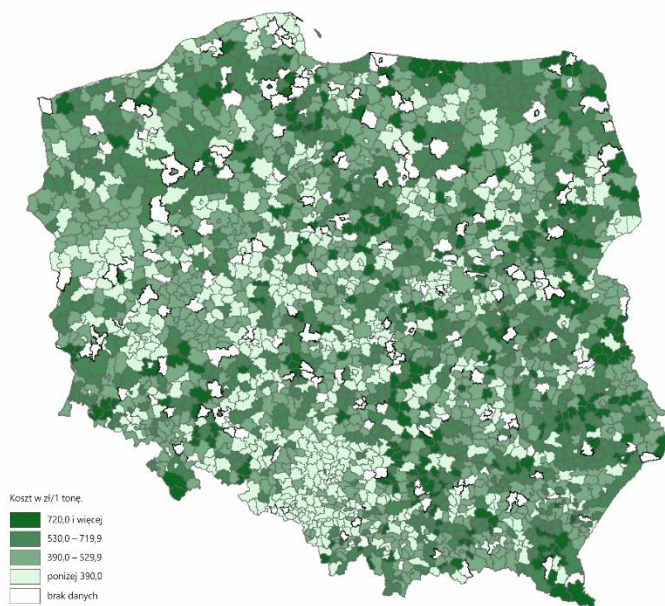 Koszt w zł/1 tonę.
720,0 i więcej
530,0 – 719,9
390,0 – 529,9
poniżej 390,0
brak danych